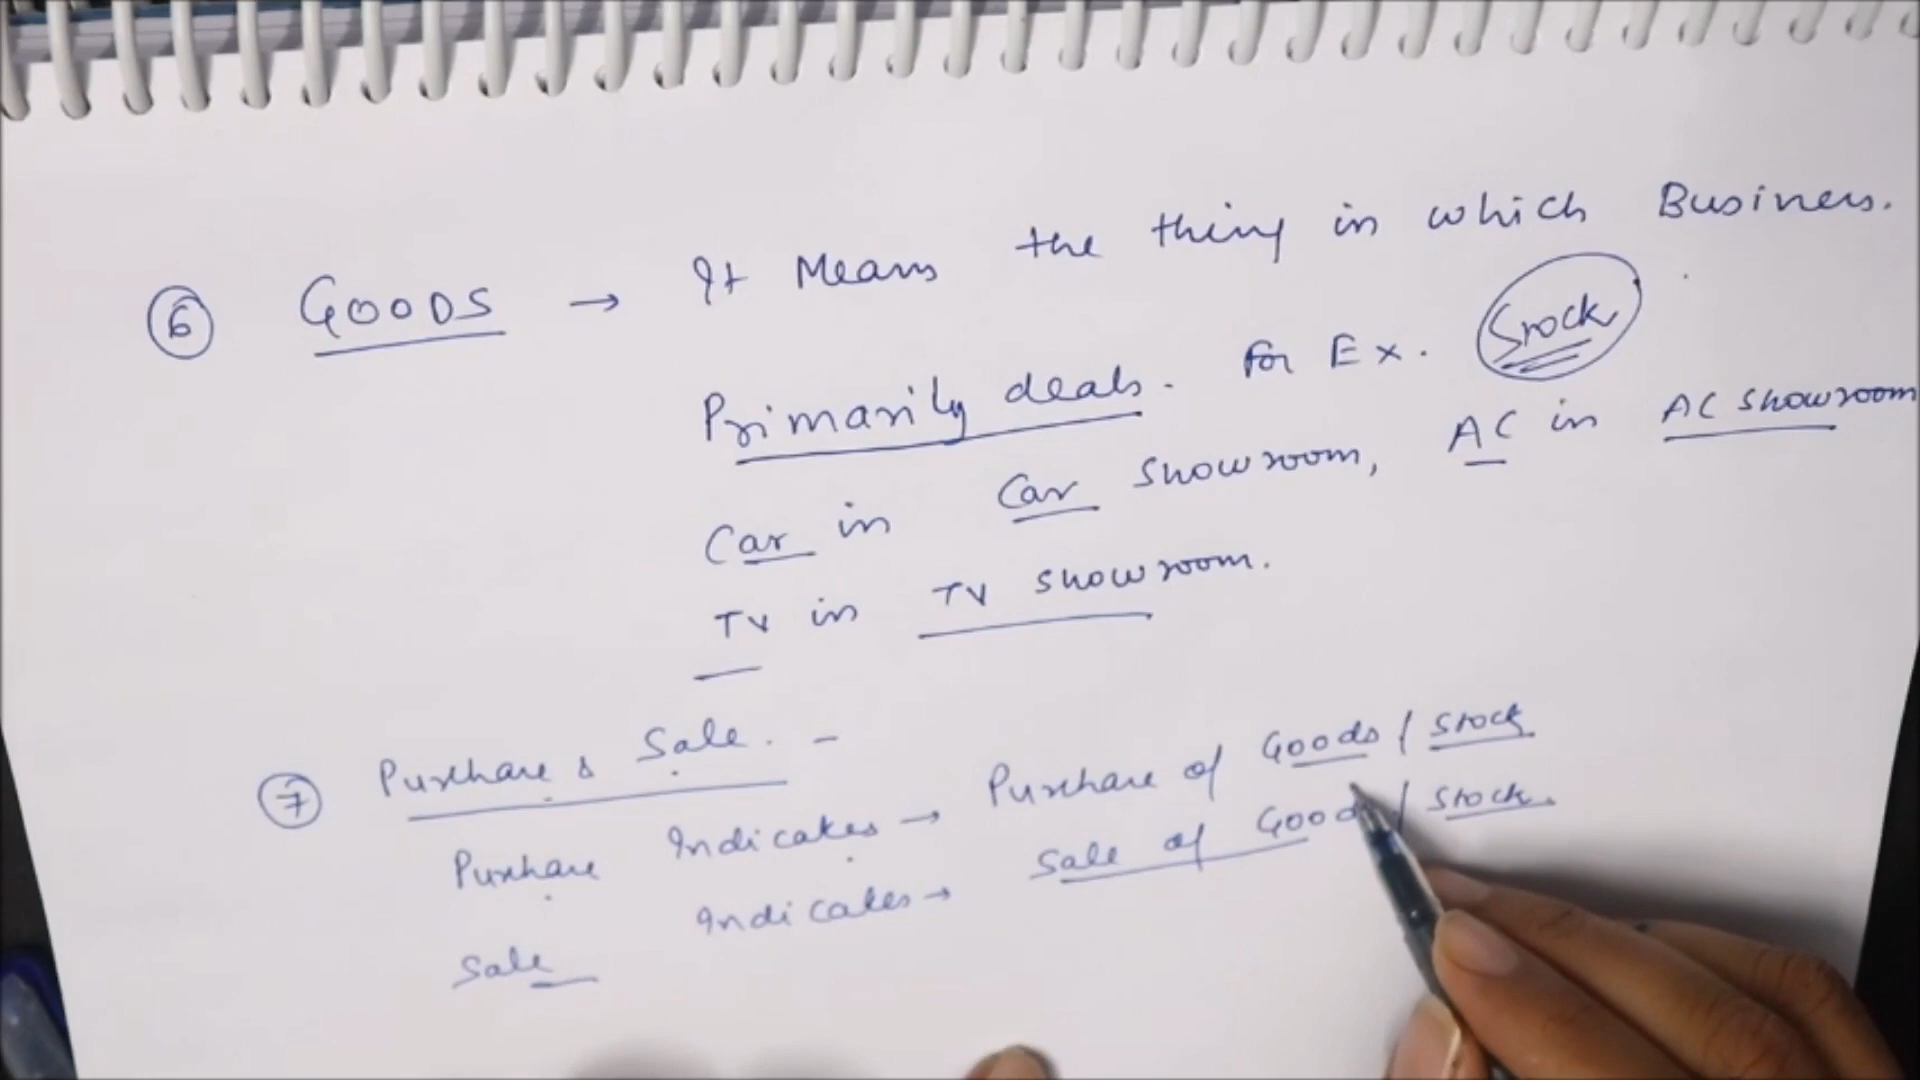 ⑥ GOODS → It Means the thing in which Business.
Primarily deals. For Ex. Stock
Car in Car Showroom, AC in AC Showroom
TV in TV Showroom.
⑦ Purchase & Sale. -
Purchase Indicates → Purchase of Goods / Stock
Sale Indicates → Sale of Goods / Stock.